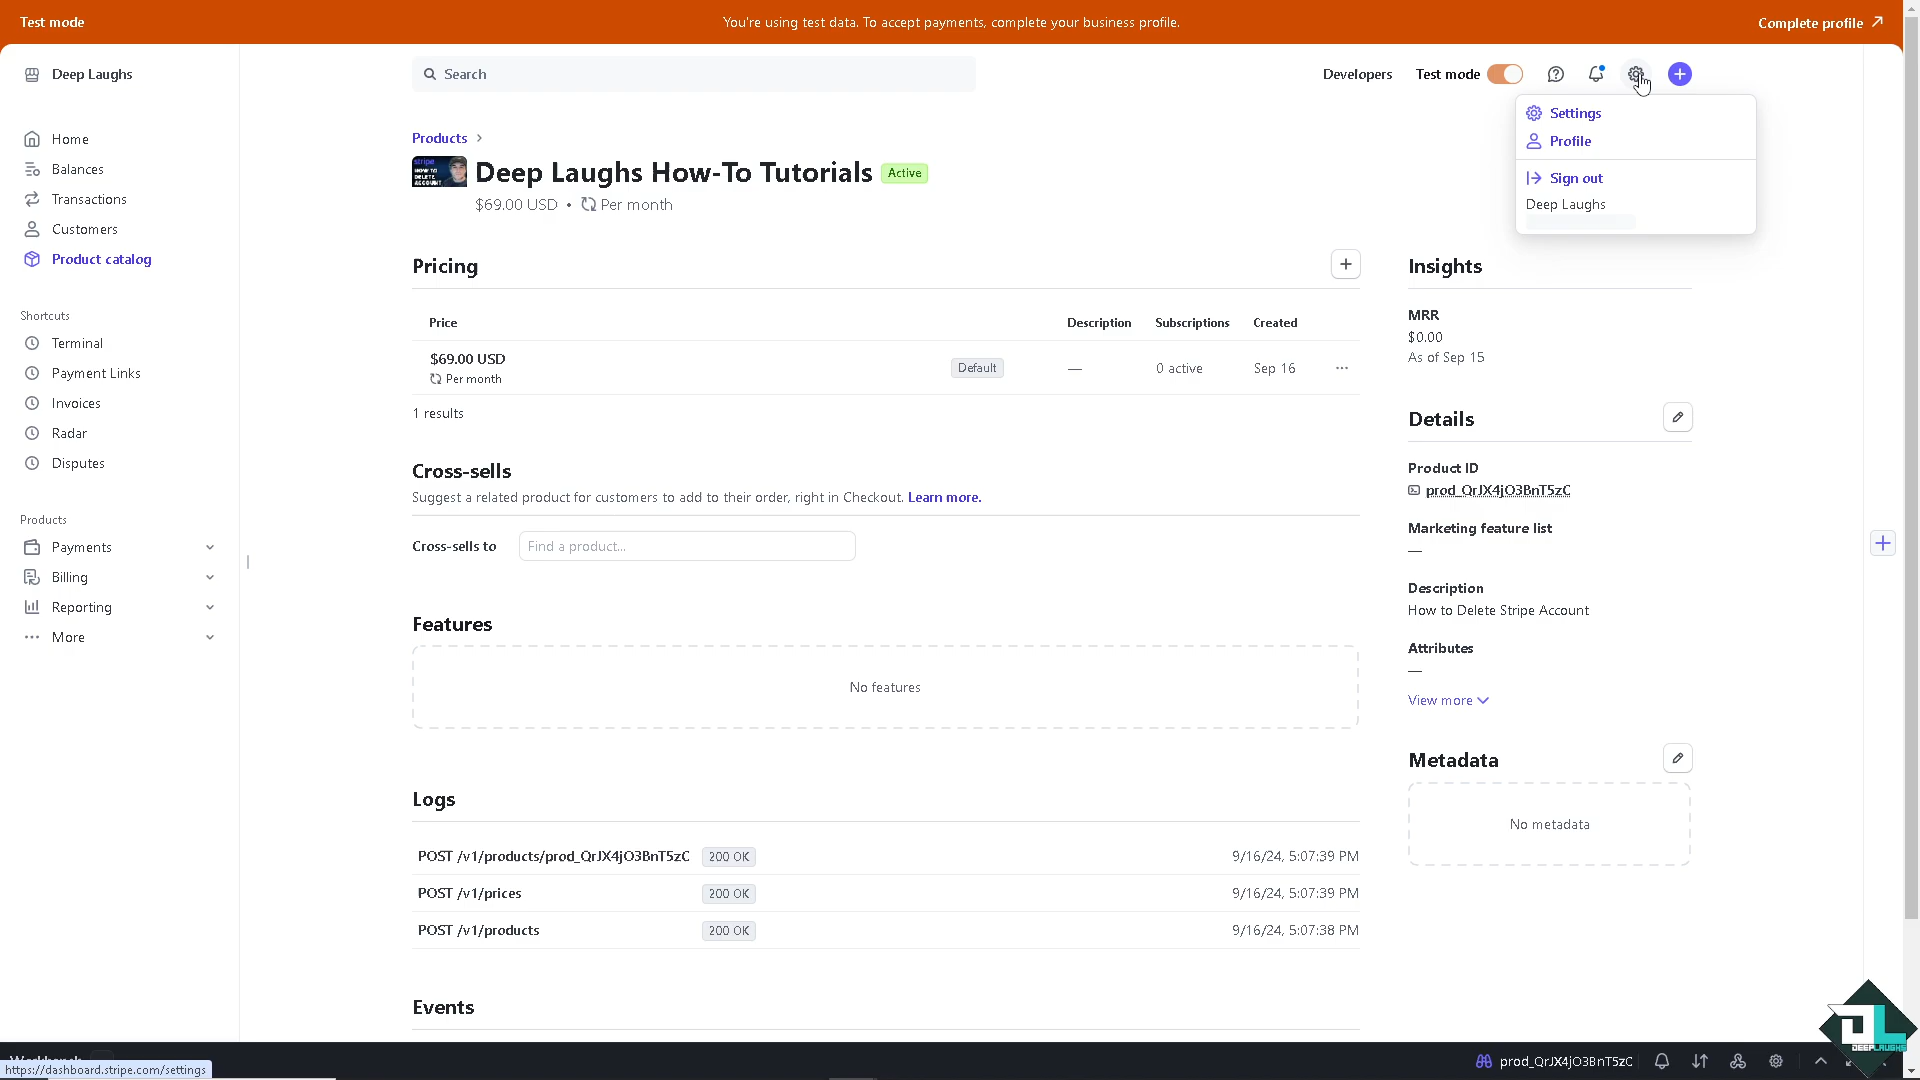 Test mode
You're using test data. To accept payments, complete your business profile.
Complete profile
Deep Laughs
Search
Developers
Test mode
Settings
Profile
Sign out
Deep Laughs
Home
Balances
Transactions
Customers
Product catalog
Shortcuts
Terminal
Payment Links
Invoices
Radar
Disputes
Products
Payments
Billing
Reporting
More
Products
stripe
HOW TO
DELETE
ACCOUNT
Deep Laughs How-To Tutorials
Active
$69.00 USD • Per month
Pricing
Price Description Subscriptions Created
$69.00 USD Default — 0 active Sep 16
Per month
1 results
Cross-sells
Suggest a related product for customers to add to their order, right in Checkout. Learn more.
Cross-sells to
Find a product...
Features
No features
Logs
POST /v1/products/prod_QrJX4jO3BnT5zC 200 OK 9/16/24, 5:07:39 PM
POST /v1/prices 200 OK 9/16/24, 5:07:39 PM
POST /v1/products 200 OK 9/16/24, 5:07:38 PM
Events
Insights
MRR
$0.00
As of Sep 15
Details
Product ID
prod_QrJX4jO3BnT5zC
Marketing feature list
—
Description
How to Delete Stripe Account
Attributes
—
View more
Metadata
No metadata
https://dashboard.stripe.com/settings
prod_QrJX4jO3BnT5zC
DL
DEEPLAUGHS